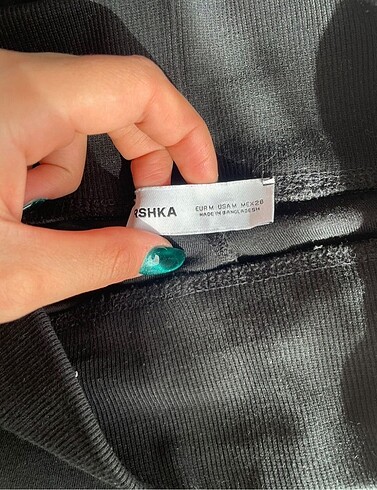 RSHKA
EUR M USA M MEX 28
MADE IN BANGLADESH